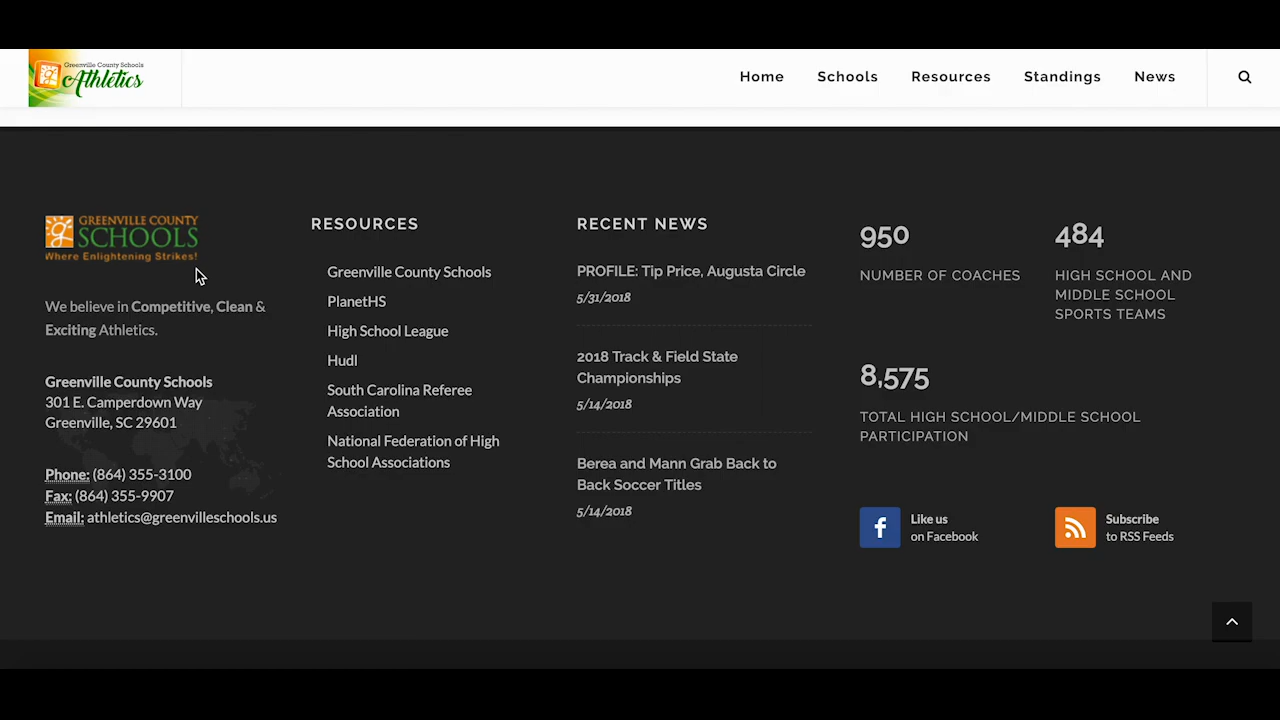 Greenville County Schools
Athletics
Home
Schools
Resources
Standings
News
GREENVILLE COUNTY
SCHOOLS
Where Enlightening Strikes!
We believe in Competitive, Clean &
Exciting Athletics.
Greenville County Schools
301 E. Camperdown Way
Greenville, SC 29601
Phone: (864) 355-3100
Fax: (864) 355-9907
Email: athletics@greenvilleschools.us
RESOURCES
Greenville County Schools
PlanetHS
High School League
Hudl
South Carolina Referee
Association
National Federation of High
School Associations
RECENT NEWS
PROFILE: Tip Price, Augusta Circle
5/31/2018
2018 Track & Field State
Championships
5/14/2018
Berea and Mann Grab Back to
Back Soccer Titles
5/14/2018
950
NUMBER OF COACHES
484
HIGH SCHOOL AND
MIDDLE SCHOOL
SPORTS TEAMS
8,575
TOTAL HIGH SCHOOL/MIDDLE SCHOOL
PARTICIPATION
Like us
on Facebook
Subscribe
to RSS Feeds